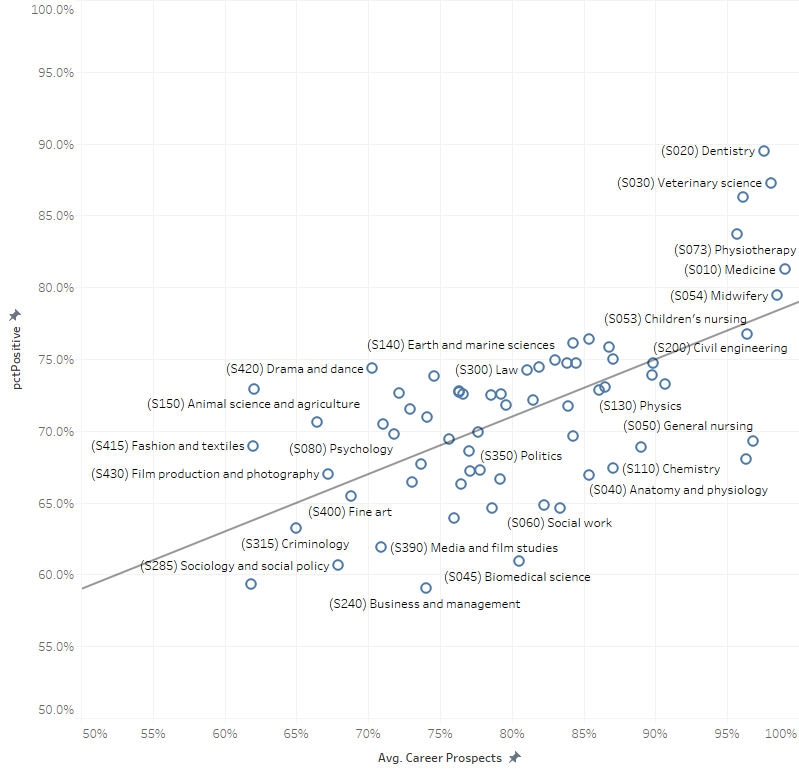 100.0%
95.0%
(S020) Dentistry
90.0%
(S030) Veterinary science
85.0%
(S073) Physiotherapy
(S010) Medicine
80.0%
(S054) Midwifery
(S053) Children's nursing
(S140) Earth and marine sciences
(S200) Civil engineering
75.0%
(S420) Drama and dance
(S300) Law
(S150) Animal science and agriculture
(S130) Physics
(S050) General nursing
70.0%
(S415) Fashion and textiles
(S080) Psychology
(S350) Politics
(S430) Film production and photography
(S110) Chemistry
(S040) Anatomy and physiology
65.0%
(S400) Fine art
(S060) Social work
(S315) Criminology
(S390) Media and film studies
(S285) Sociology and social policy
60.0%
(S045) Biomedical science
(S240) Business and management
55.0%
50.0%
pctPositive
50% 55% 60% 65% 70% 75% 80% 85% 90% 95% 100%
Avg. Career Prospects